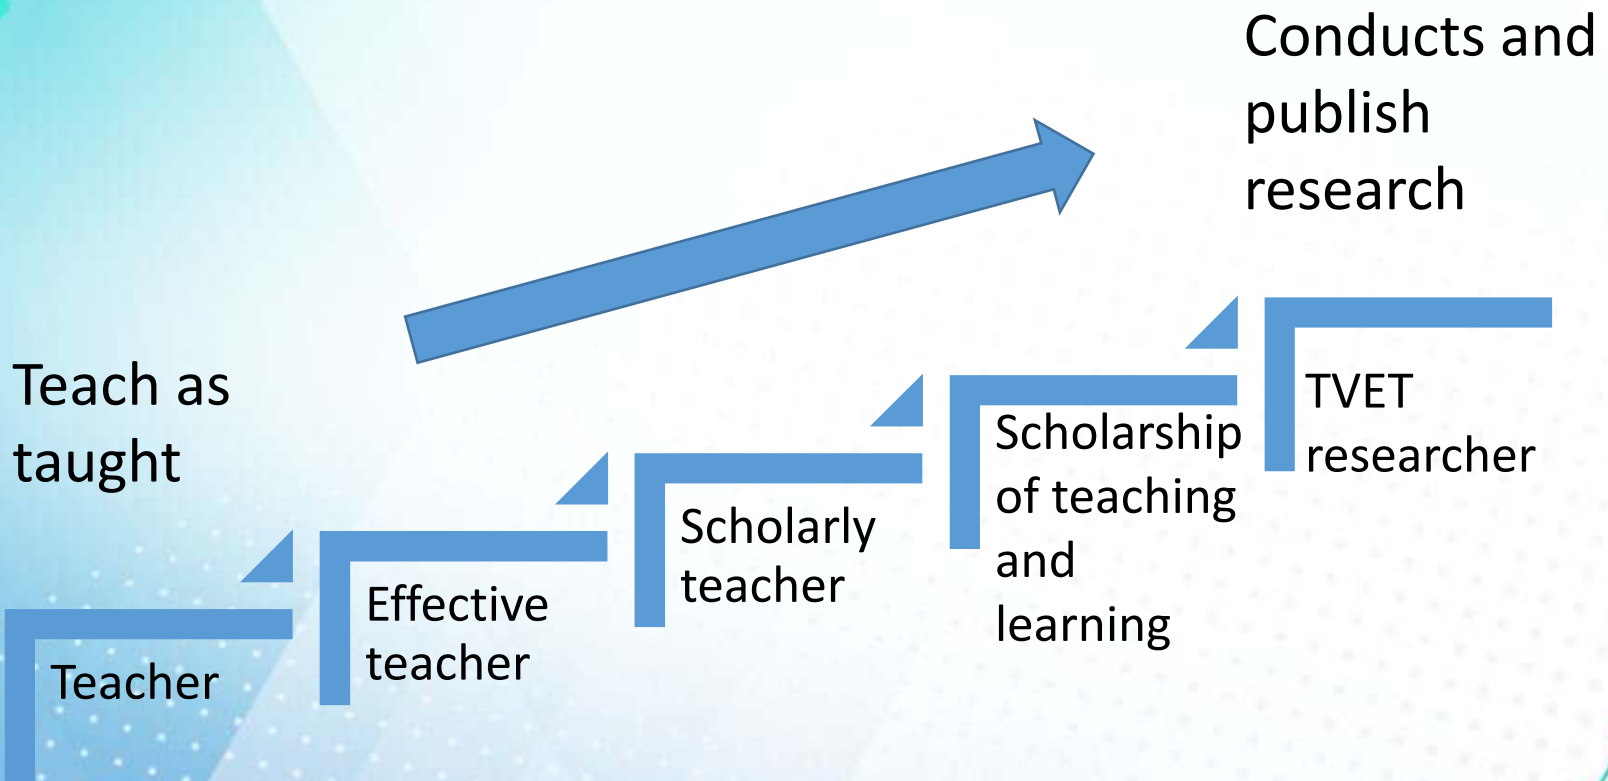 Conducts and
publish
research
Teach as
taught
Teacher
Effective
teacher
Scholarly
teacher
Scholarship
of teaching
and
learning
TVET
researcher